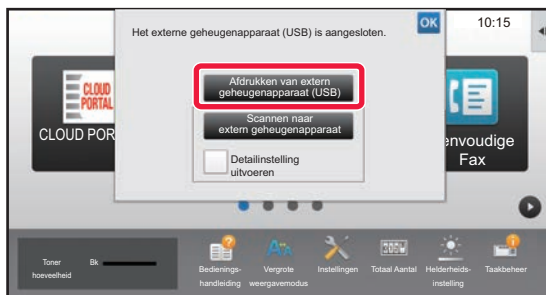 Het externe geheugenapparaat (USB) is aangesloten.
OK
10:15
Afdrukken van extern
geheugenapparaat (USB)
Scannen naar
extern geheugenapparaat
Detailinstelling
uitvoeren
CLOUD
PORTAL
CLOUD POR
envoudige
Fax
Toner
hoeveelheid
Bk
Bedienings-
handleiding
Vergrote
weergavemodus
Instellingen
Totaal Aantal
Helderheids-
instelling
Taakbeheer